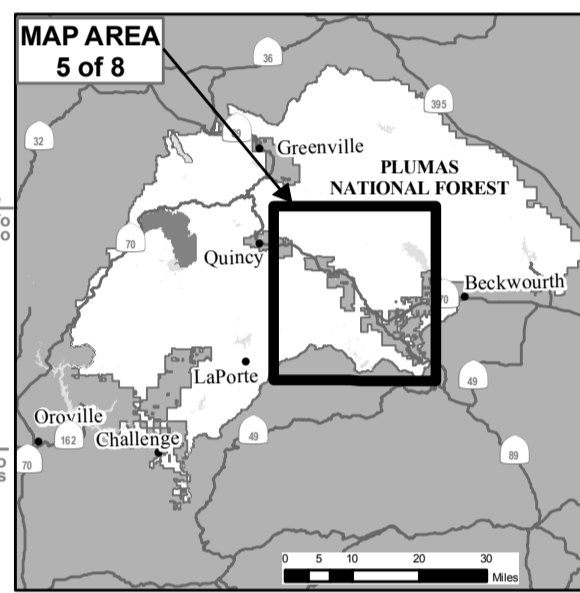 MAP AREA
5 of 8
36
395
32
89
Greenville
PLUMAS
NATIONAL FOREST
70
Quincy
Beckwourth
70
LaPorte
49
Oroville
162
Challenge
49
70
89
0 5 10 20 30
Miles